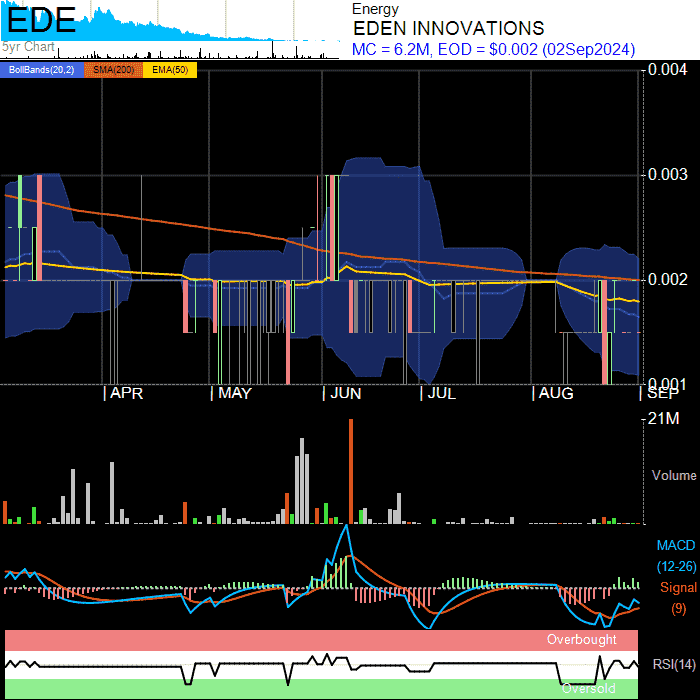 EDE
5yr Chart
Energy
EDEN INNOVATIONS
MC = 6.2M, EOD = $0.002 (02Sep2024)
BollBands(20,2) SMA(200) EMA(50)
0.004
0.003
0.002
0.001
APR MAY JUN JUL AUG SEP
21M
Volume
MACD
(12-26)
Signal
(9)
Overbought
RSI(14)
Oversold